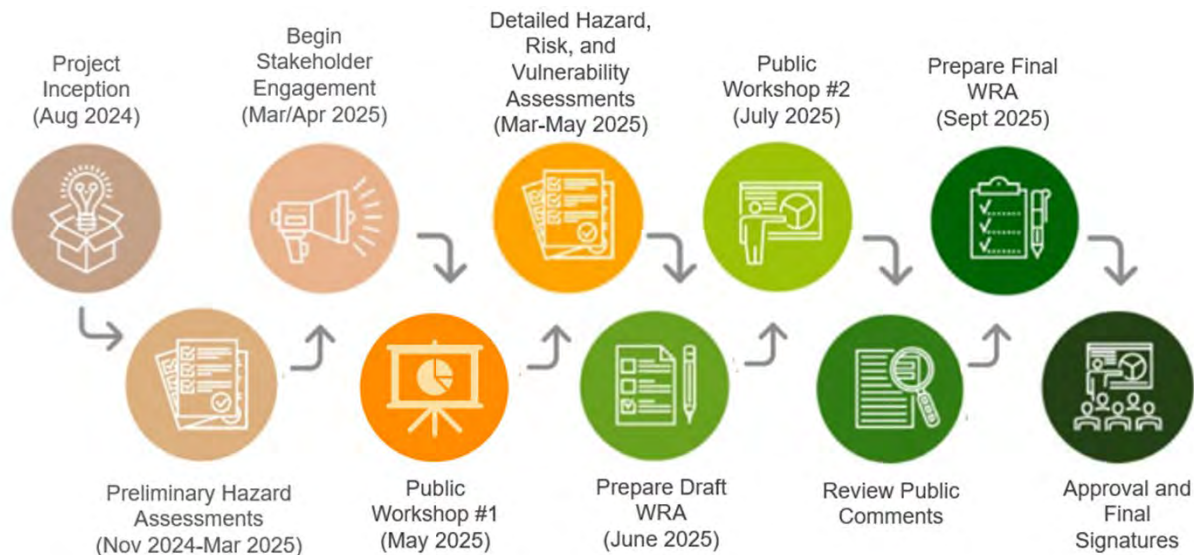 Project
Inception
(Aug 2024)
Preliminary Hazard
Assessments
(Nov 2024-Mar 2025)
Begin
Stakeholder
Engagement
(Mar/Apr 2025)
Public
Workshop #1
(May 2025)
Detailed Hazard,
Risk, and
Vulnerability
Assessments
(Mar-May 2025)
Prepare Draft
WRA
(June 2025)
Public
Workshop #2
(July 2025)
Review Public
Comments
Prepare Final
WRA
(Sept 2025)
Approval and
Final
Signatures